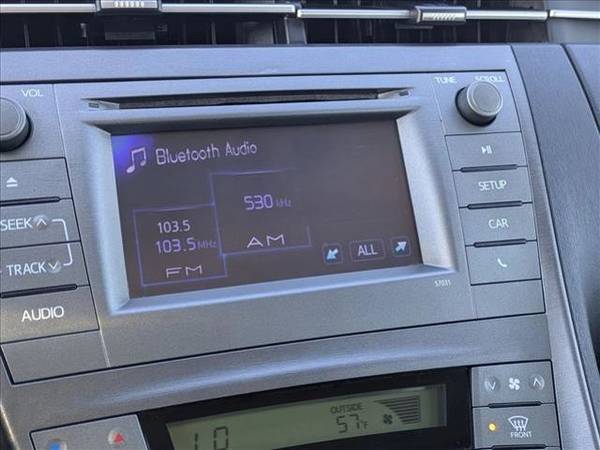 VOL
TUNE SCROLL
Bluetooth Audio
530 kHz
AM
103.5
103.5 MHz
FM
ALL
SEEK
TRACK
AUDIO
SETUP
CAR
57031
OUTSIDE
57°F
FRONT